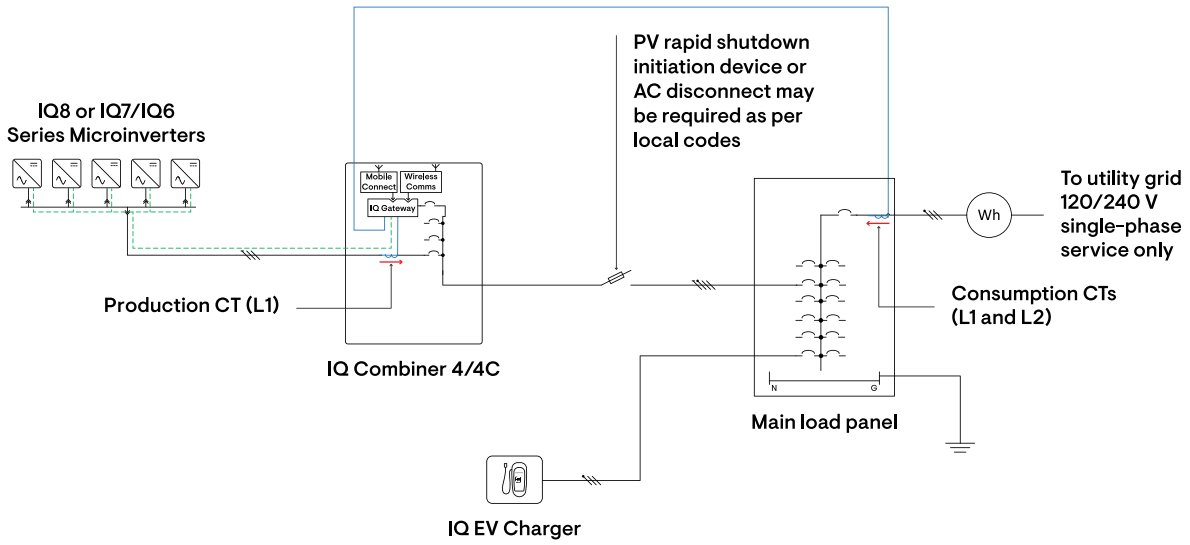 PV rapid shutdown
initiation device or
AC disconnect may
be required as per
local codes
IQ8 or IQ7/IQ6
Series Microinverters
Mobile
Connect
Wireless
Comms
IQ Gateway
Wh
To utility grid
120/240 V
single-phase
service only
Production CT (L1)
Consumption CTs
(L1 and L2)
IQ Combiner 4/4C
N
G
Main load panel
IQ EV Charger